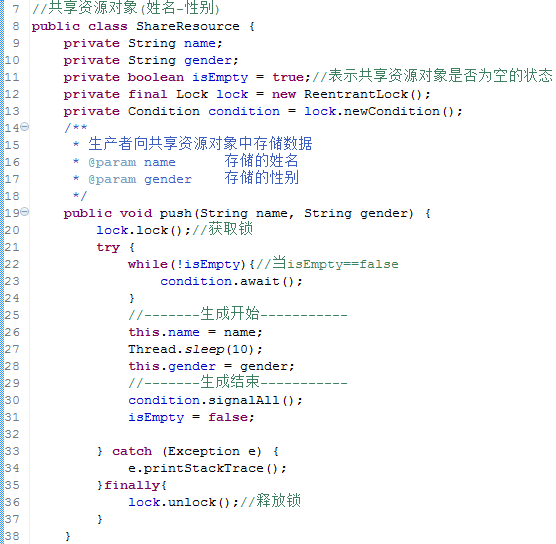 7 //共享资源对象(姓名-性别)
8 public class ShareResource {
9     private String name;
10     private String gender;
11     private boolean isEmpty = true;//表示共享资源对象是否为空的状态
12     private final Lock lock = new ReentrantLock();
13     private Condition condition = lock.newCondition();
14     /**
15      * 生产者向共享资源对象中存储数据
16      * @param name      存储的姓名
17      * @param gender    存储的性别
18      */
19     public void push(String name, String gender) {
20         lock.lock();//获取锁
21         try {
22             while(!isEmpty){//当isEmpty==false
23                 condition.await();
24             }
25             //-------生成开始-----------
26             this.name = name;
27             Thread.sleep(10);
28             this.gender = gender;
29             //-------生成结束-----------
30             condition.signalAll();
31             isEmpty = false;
32
33         } catch (Exception e) {
34             e.printStackTrace();
35         }finally{
36             lock.unlock();//释放锁
37         }
38     }